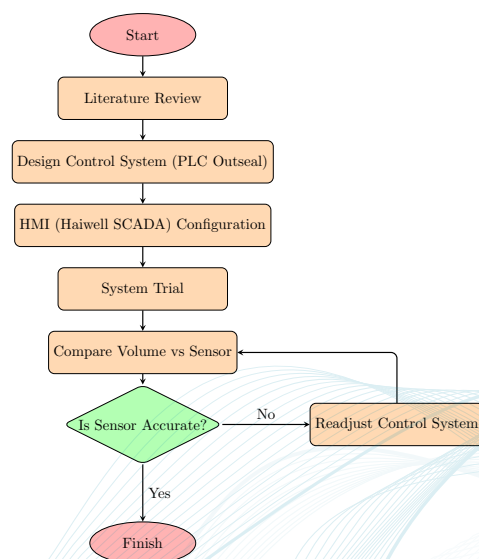 Start
Literature Review
Design Control System (PLC Outseal)
HMI (Haiwell SCADA) Configuration
System Trial
Compare Volume vs Sensor
Is Sensor Accurate?
No
Readjust Control System
Yes
Finish